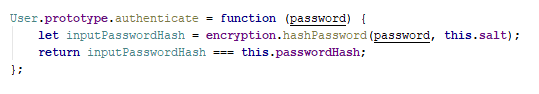 User.prototype.authenticate = function (password) {
    let inputPasswordHash = encryption.hashPassword(password, this.salt);
    return inputPasswordHash === this.passwordHash;
};